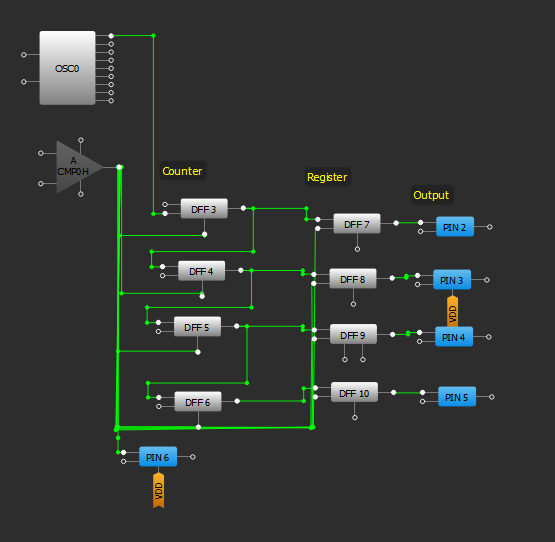 OSC0
A
CMP0H
Counter
Register
Output
DFF 3
DFF 7
PIN 2
DFF 4
DFF 8
PIN 3
VDD
DFF 5
DFF 9
PIN 4
DFF 6
DFF 10
PIN 5
PIN 6
VDD